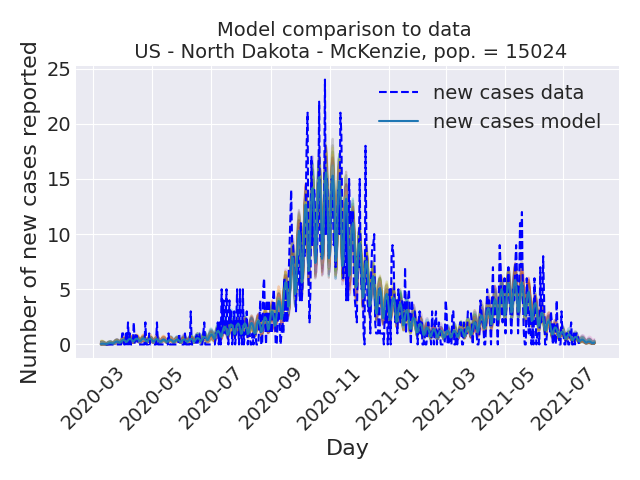 Model comparison to data
US - North Dakota - McKenzie, pop. = 15024
Number of new cases reported
25
20
15
10
5
0
new cases data
new cases model
2020-03
2020-05
2020-07
2020-09
2020-11
2021-01
2021-03
2021-05
2021-07
Day